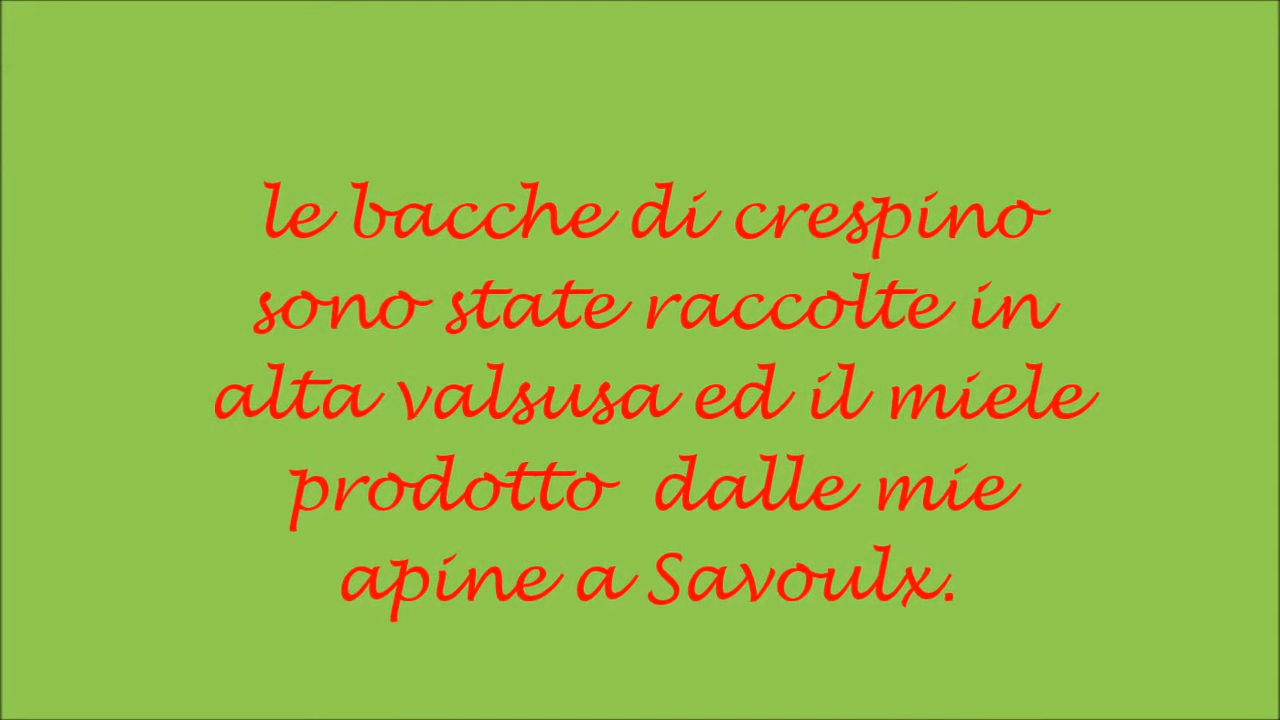 le bacche di crespino
sono state raccolte in
alta valsusa ed il miele
prodotto  dalle mie
apine a Savoulx.